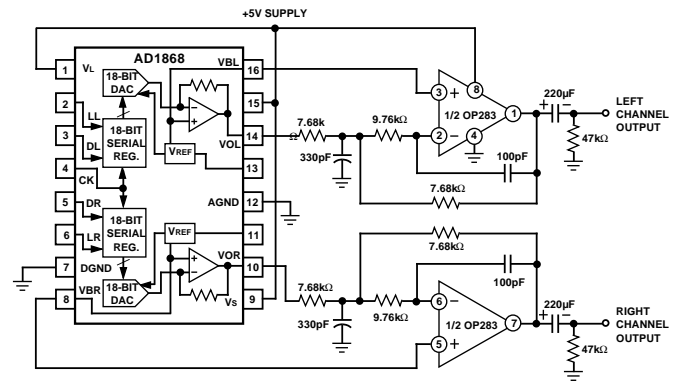 +5V SUPPLY
AD1868
VL
18-BIT
DAC
VBL
LL
DL
18-BIT
SERIAL
REG.
VOL
CK
VREF
DR
AGND
LR
18-BIT
SERIAL
REG.
VREF
DGND
VOR
VBR
18-BIT
DAC
VS
1
2
3
4
5
6
7
8
16
15
14
13
12
11
10
9
7.68k
Ω
330pF
9.76kΩ
3
+
2
−
8
4
1
1/2 OP283
100pF
7.68kΩ
220µF
+ −
47kΩ
LEFT
CHANNEL
OUTPUT
7.68kΩ
7.68kΩ
330pF
9.76kΩ
100pF
6
−
5
+
7
1/2 OP283
220µF
+ −
47kΩ
RIGHT
CHANNEL
OUTPUT